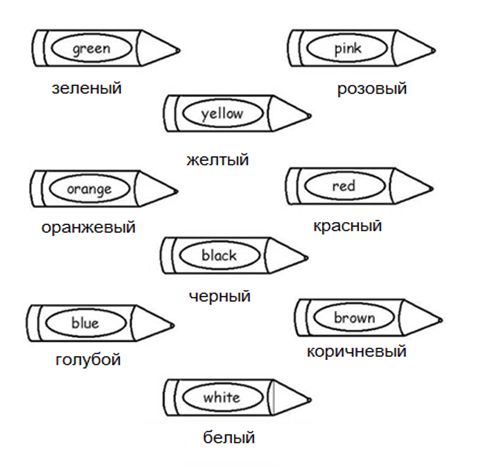 green
pink
зеленый
розовый
yellow
желтый
orange
red
оранжевый
красный
black
черный
blue
brown
голубой
коричневый
white
белый